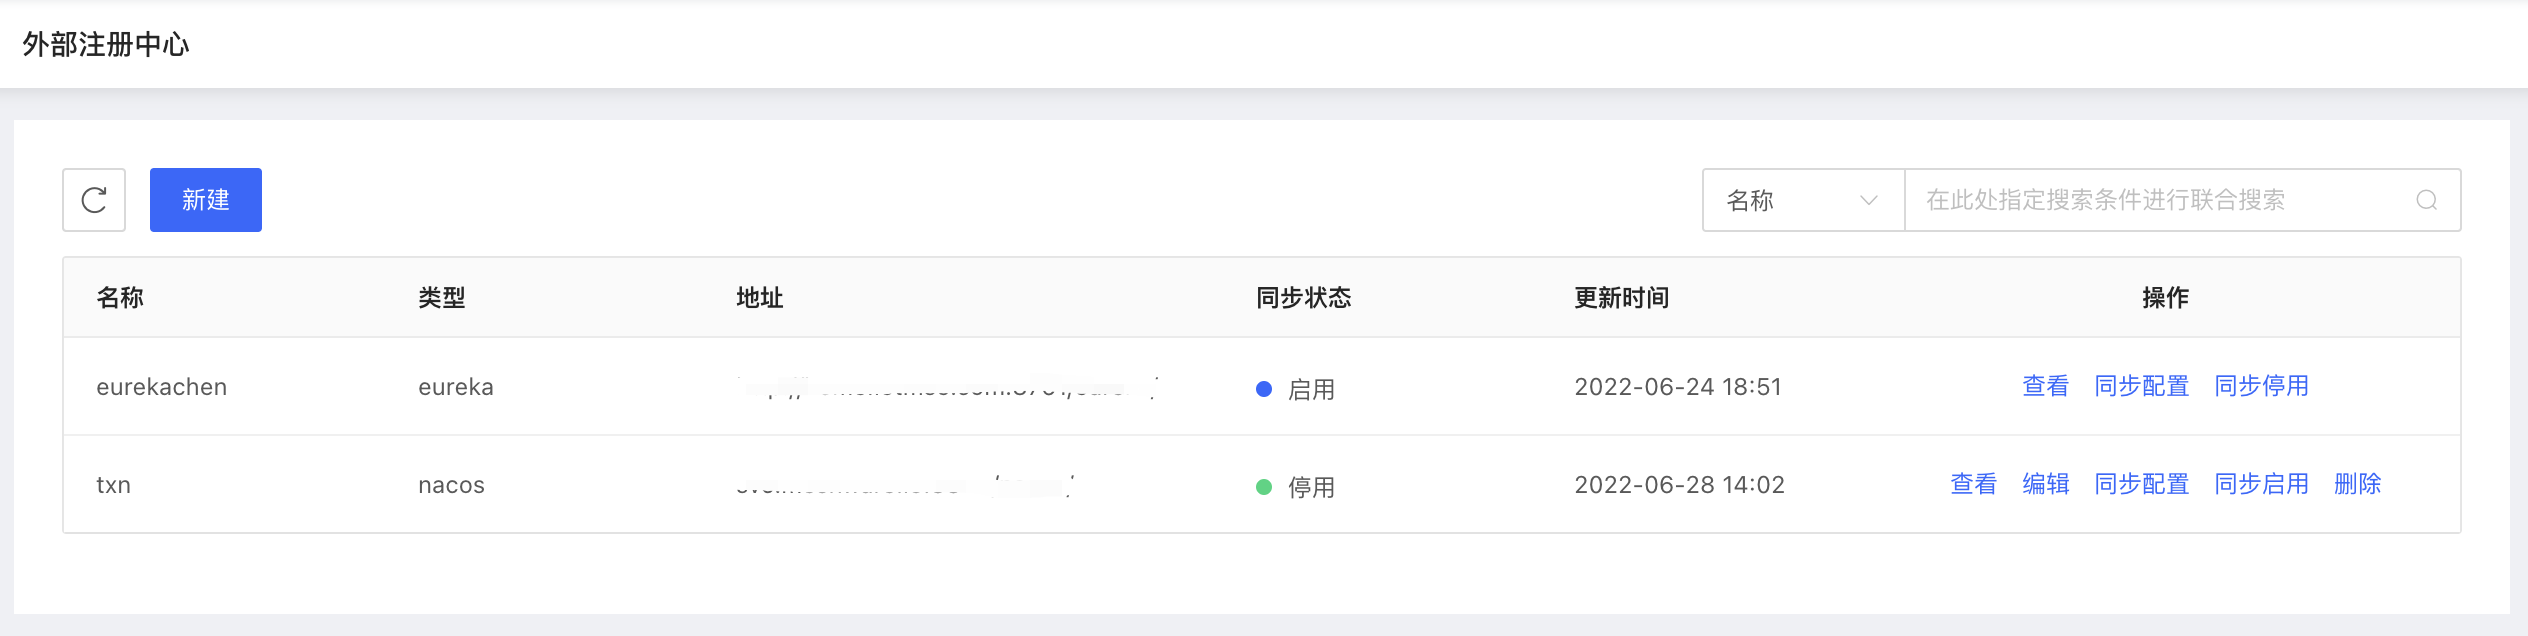 外部注册中心
新建
名称 在此处指定搜索条件进行联合搜索
名称 类型 地址 同步状态 更新时间 操作
eurekachen eureka 启用 2022-06-24 18:51 查看 同步配置 同步停用
txn nacos 停用 2022-06-28 14:02 查看 编辑 同步配置 同步启用 删除